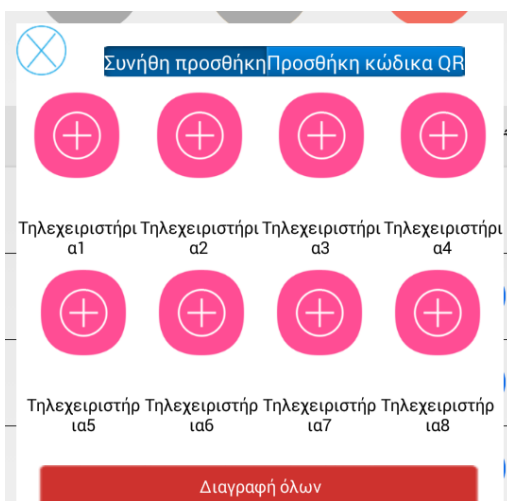 Συνήθη προσθήκη Προσθήκη κώδικα QR
Τηλεχειριστήρι Τηλεχειριστήρι Τηλεχειριστήρι Τηλεχειριστήρι
α1 α2 α3 α4
Τηλεχειριστήρ Τηλεχειριστήρ Τηλεχειριστήρ Τηλεχειριστήρ
ια5 ια6 ια7 ια8
Διαγραφή όλων